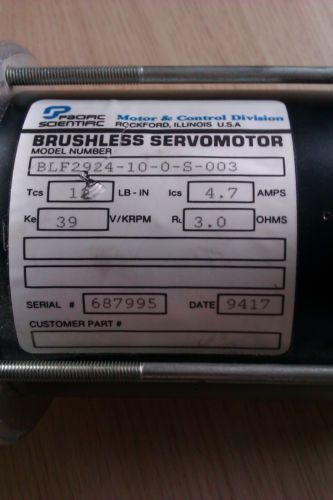 PACIFIC
SCIENTIFIC
Motor & Control Division
ROCKFORD, ILLINOIS U.S.A
BRUSHLESS SERVOMOTOR
MODEL NUMBER
BLF2924-10-0-S-003
Tcs LB-IN Ics 4.7 AMPS
Ke 39 V/KRPM RL 3.0 OHMS
SERIAL # 687995 DATE 9417
CUSTOMER PART #